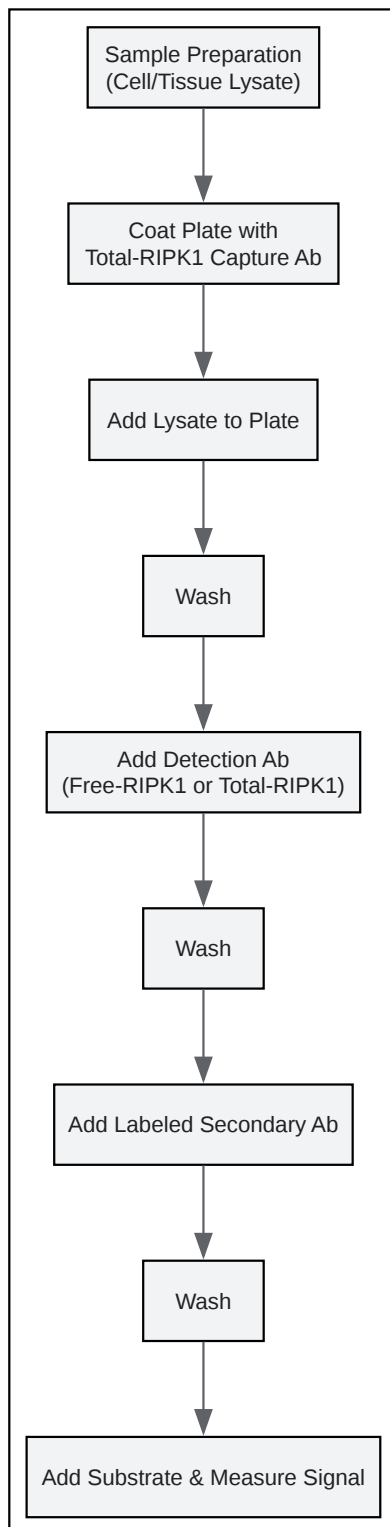 Sample Preparation
(Cell/Tissue Lysate)
Coat Plate with
Total-RIPK1 Capture Ab
Add Lysate to Plate
Wash
Add Detection Ab
(Free-RIPK1 or Total-RIPK1)
Wash
Add Labeled Secondary Ab
Wash
Add Substrate & Measure Signal